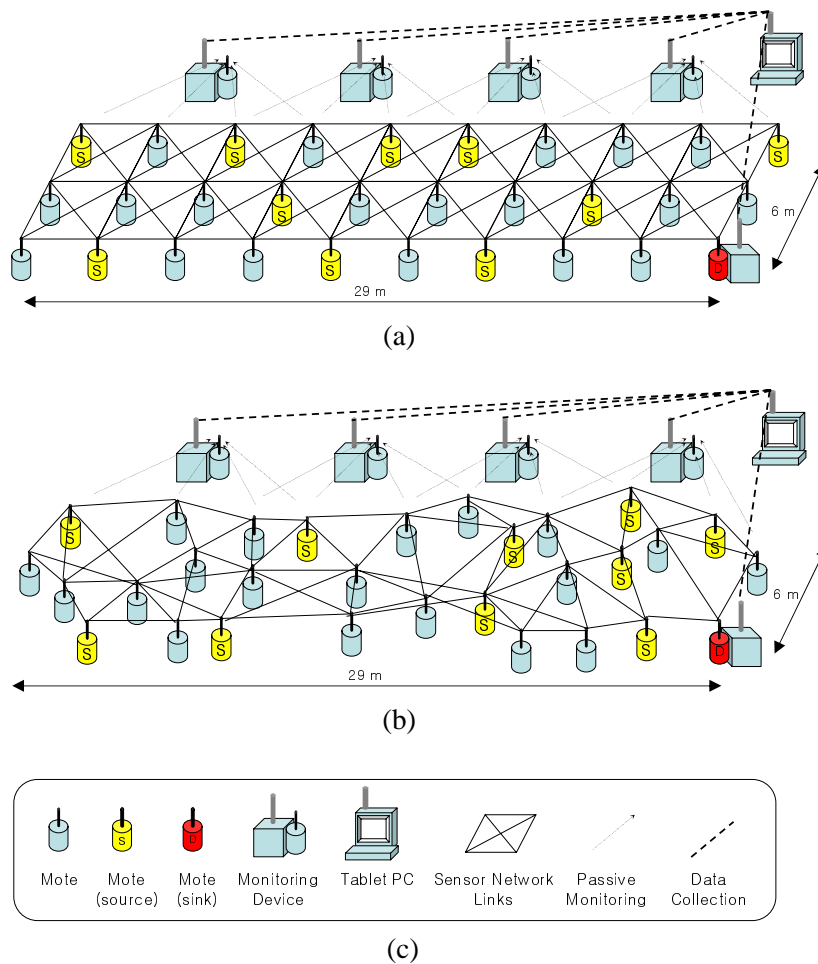 S S S S S
S S
6 m
S S S D
29 m
(a)
S S S S S
S
6 m
S S S S D
29 m
(b)
S D
Mote Mote (source) Mote (sink) Monitoring Device Tablet PC Sensor Network Links Passive Monitoring Data Collection
(c)